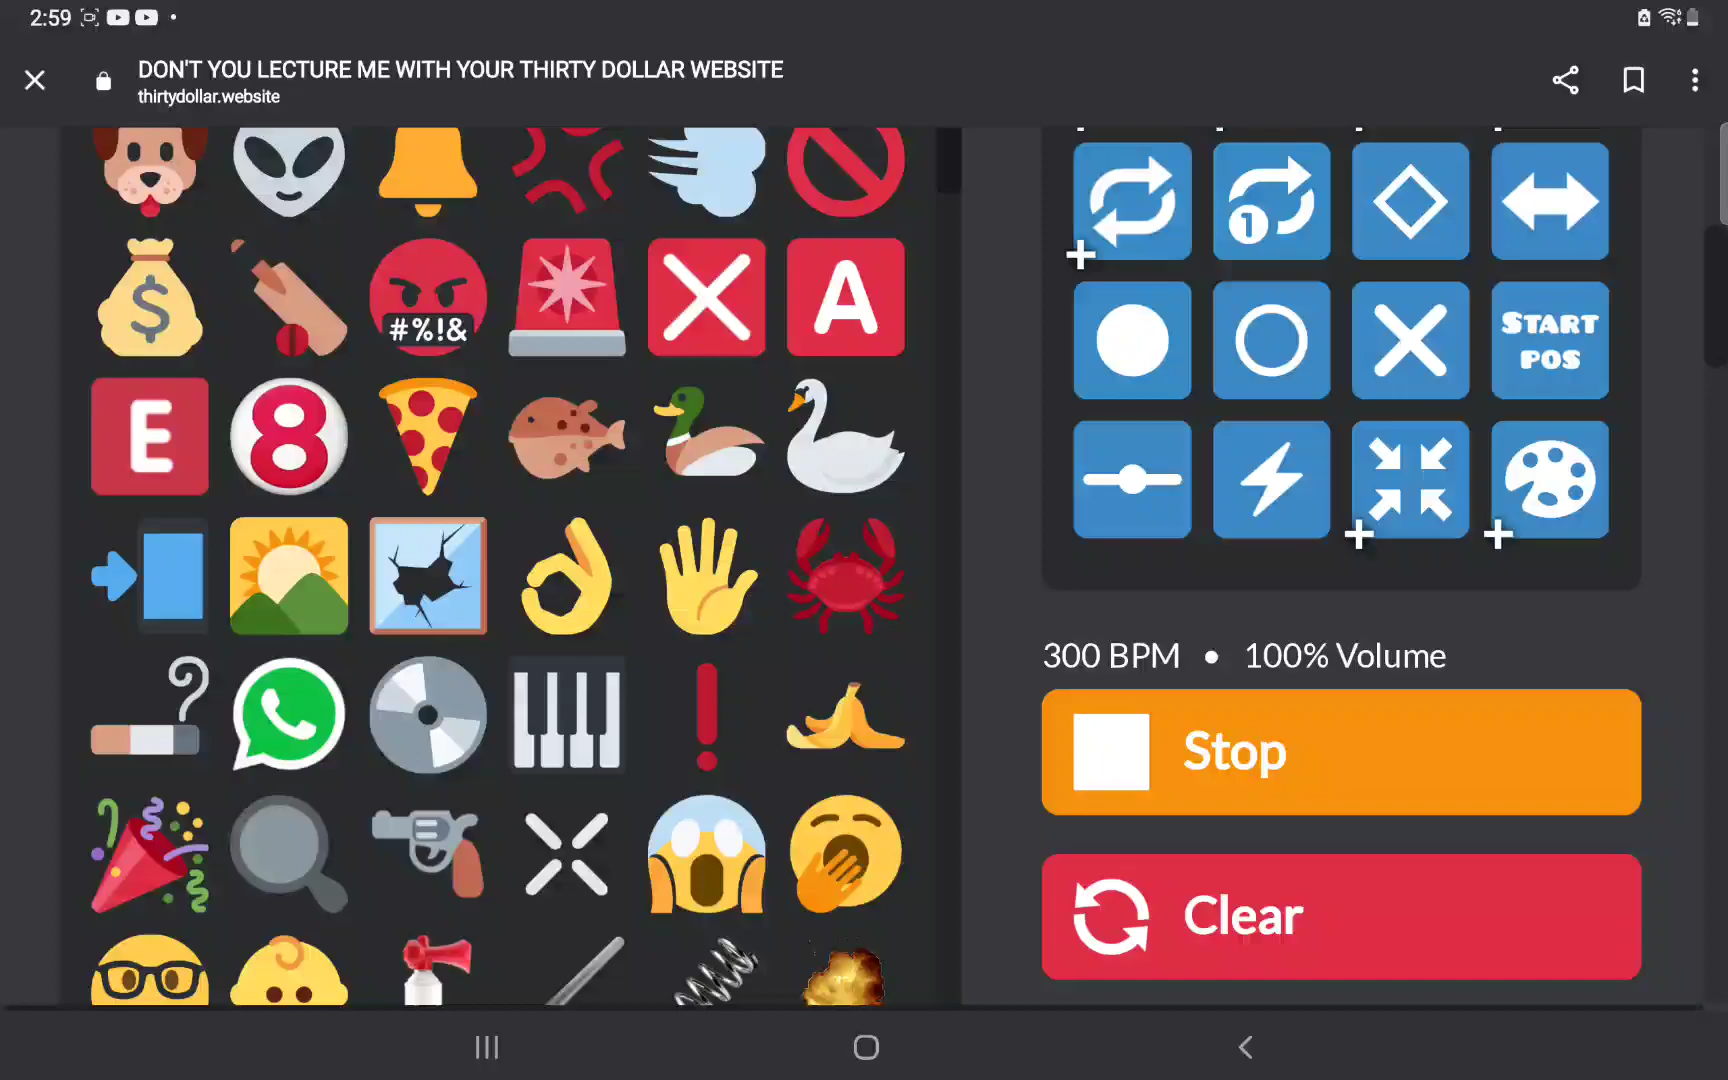 2:59
DON'T YOU LECTURE ME WITH YOUR THIRTY DOLLAR WEBSITE
thirtydollar.website
$
#%!&
A
E
8
1
START
POS
300 BPM • 100% Volume
Stop
Clear